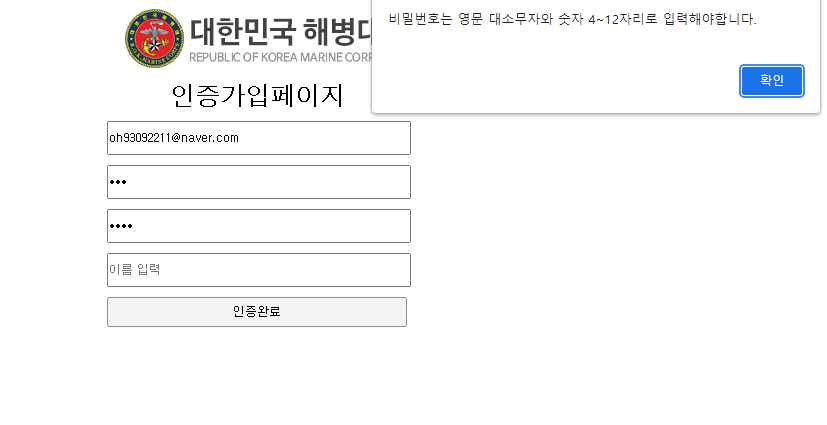 비밀번호는 영문 대소무자와 숫자 4~12자리로 입력해야합니다.
확인
대한민국 해병대
REPUBLIC OF KOREA MARINE CORP
인증가입페이지
oh93092211@naver.com
•••
••••
이름 입력
인증완료